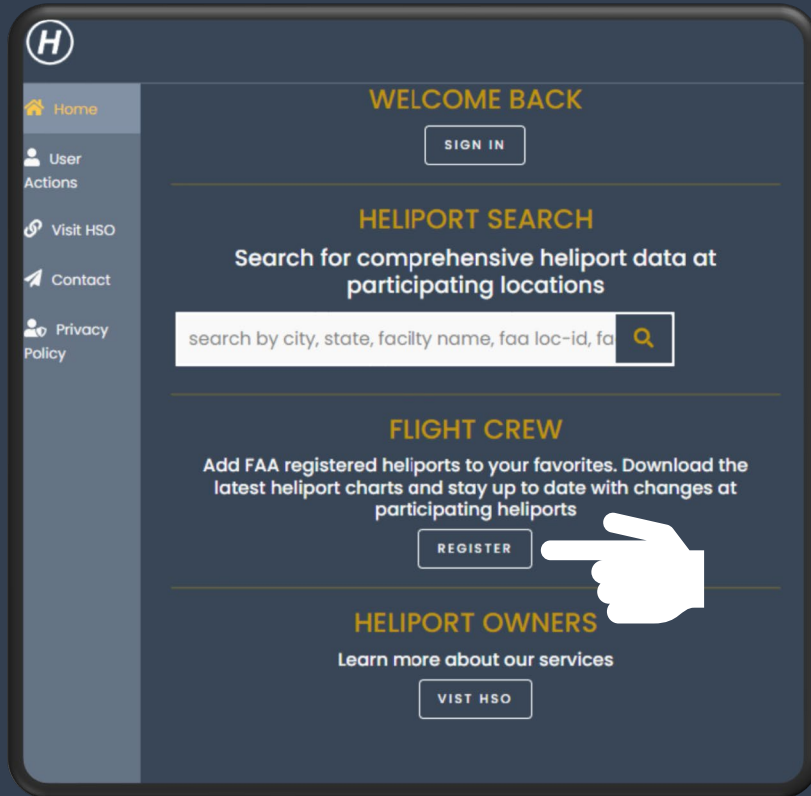 H
Home
User
Actions
Visit HSO
Contact
Privacy
Policy
WELCOME BACK
SIGN IN
HELIPORT SEARCH
Search for comprehensive heliport data at
participating locations
search by city, state, facilty name, faa loc-id, fa
FLIGHT CREW
Add FAA registered heliports to your favorites. Download the
latest heliport charts and stay up to date with changes at
participating heliports
REGISTER
HELIPORT OWNERS
Learn more about our services
VIST HSO